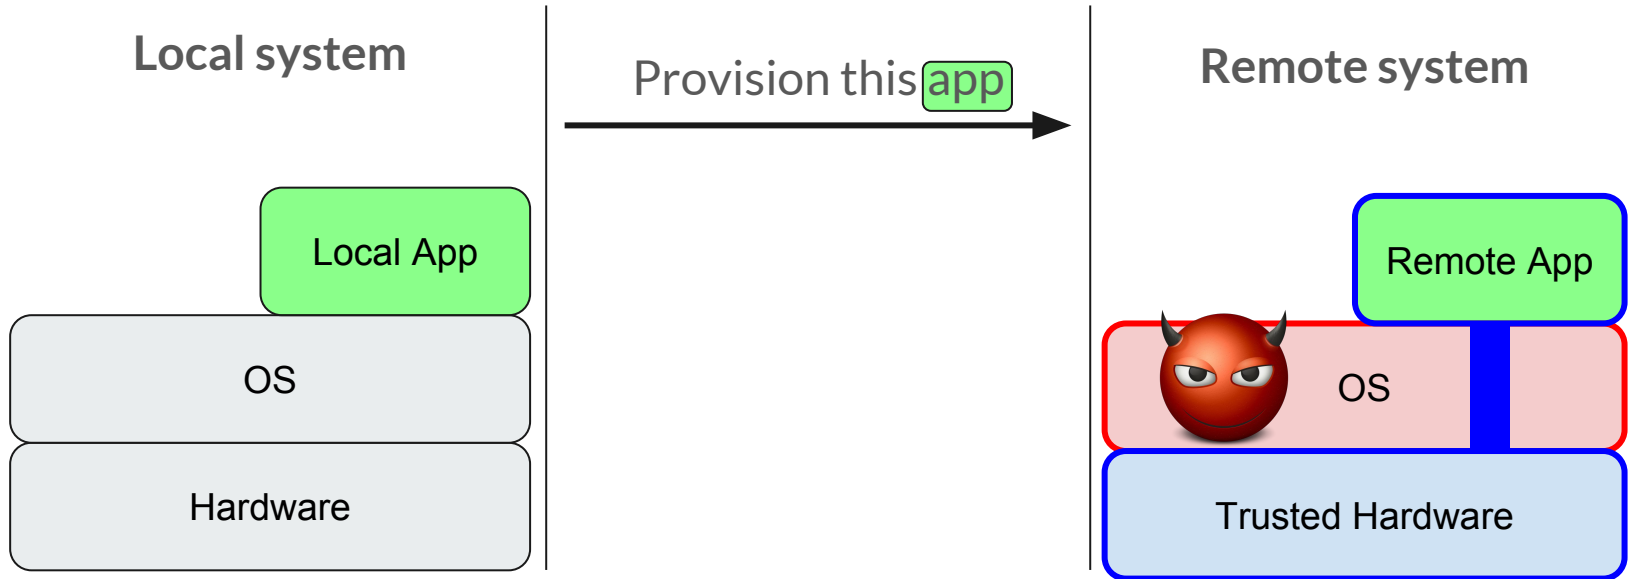 Local system
Provision this app
Remote system
Local App
OS
Hardware
Remote App
OS
Trusted Hardware